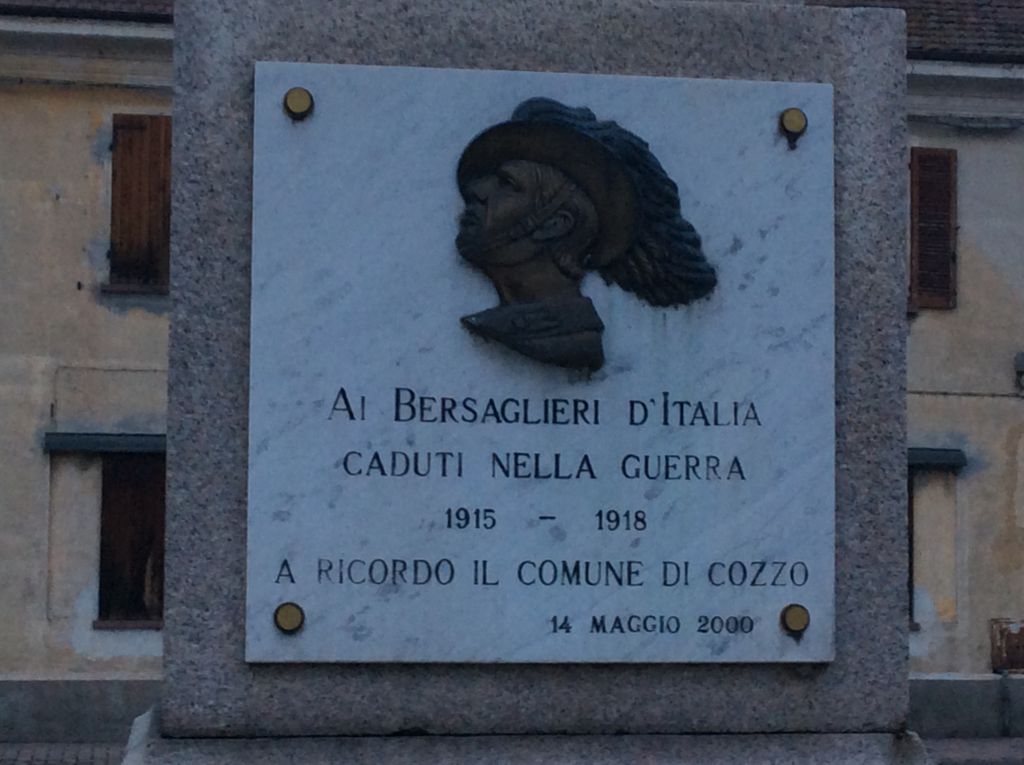 Ai Bersaglieri d'Italia
caduti nella guerra
1915 - 1918
a ricordo il comune di Cozzo
14 maggio 2000